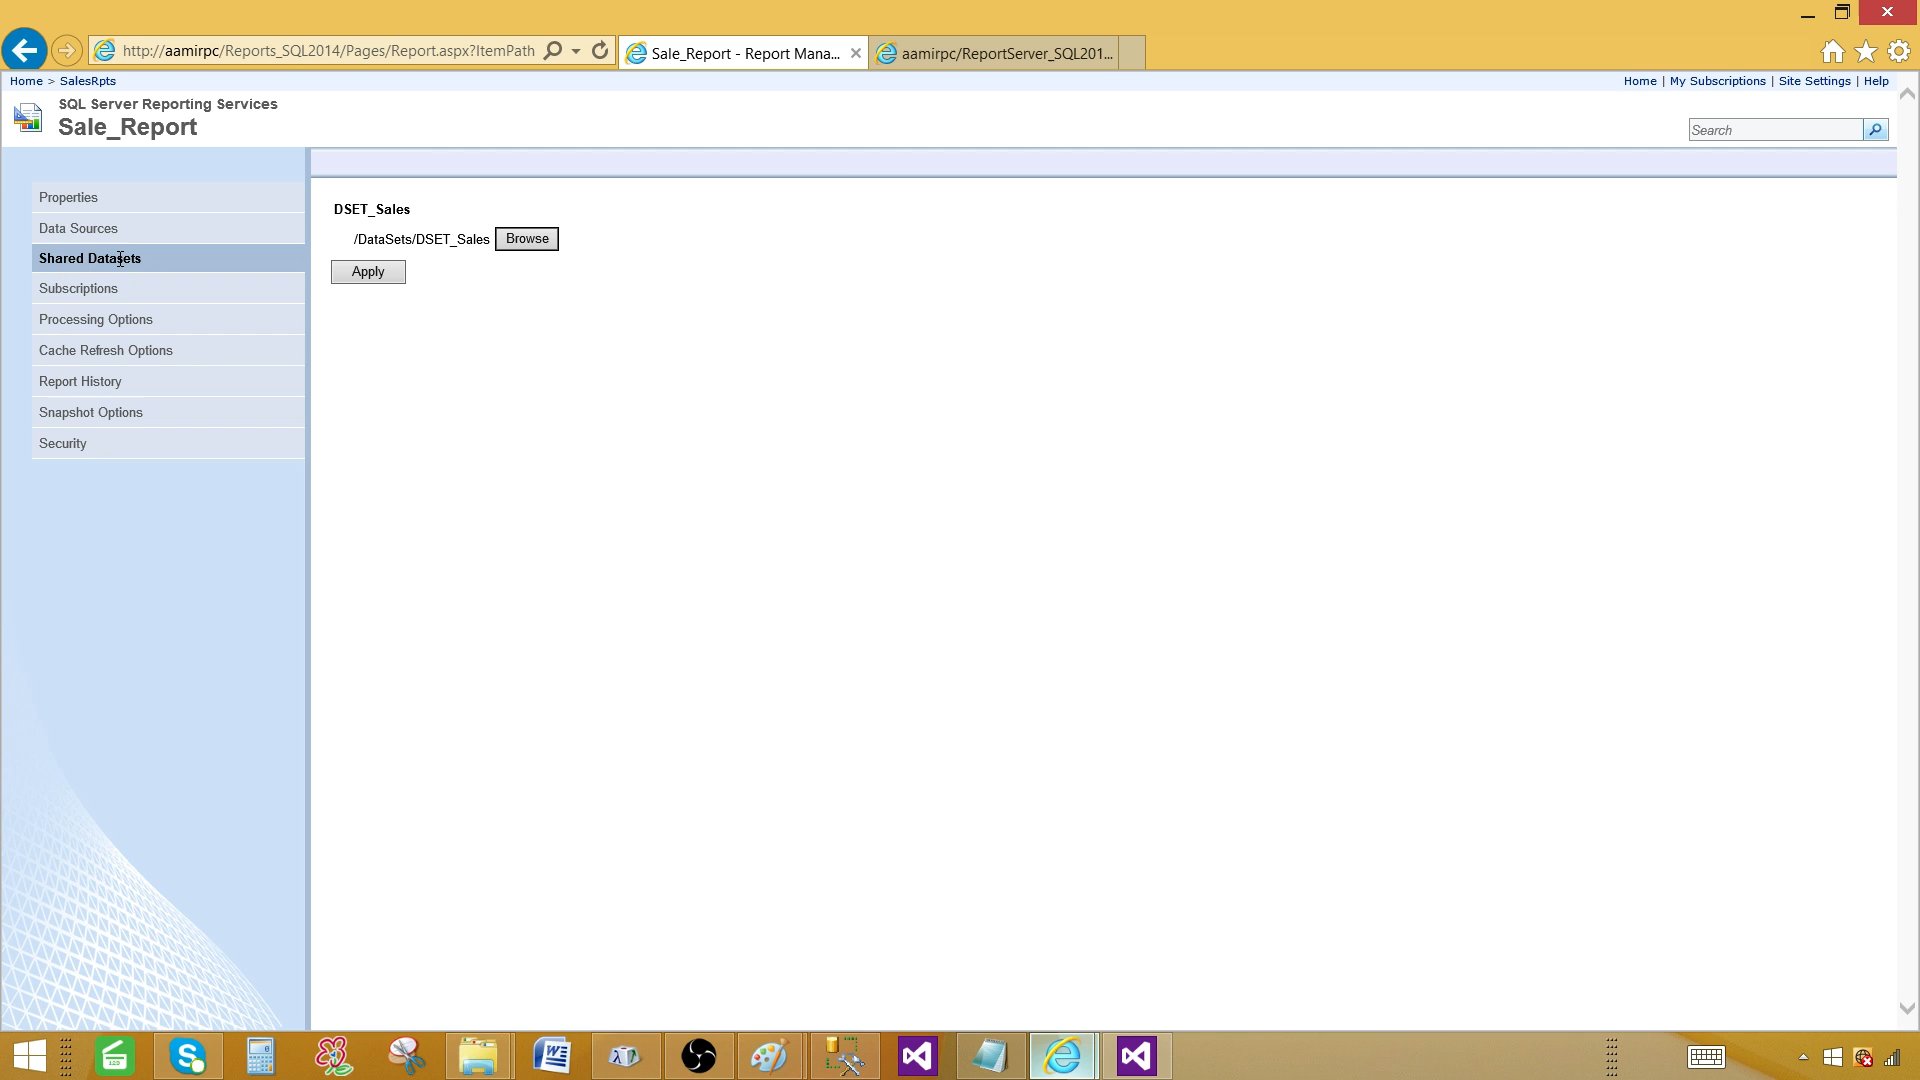 http://aamirpc/Reports_SQL2014/Pages/Report.aspx?ItemPath
Sale_Report - Report Mana...
aamirpc/ReportServer_SQL201...
Home > SalesRpts
Home | My Subscriptions | Site Settings | Help
SQL Server Reporting Services
Sale_Report
Search
Properties
Data Sources
Shared Datasets
Subscriptions
Processing Options
Cache Refresh Options
Report History
Snapshot Options
Security
DSET_Sales
/DataSets/DSET_Sales Browse
Apply